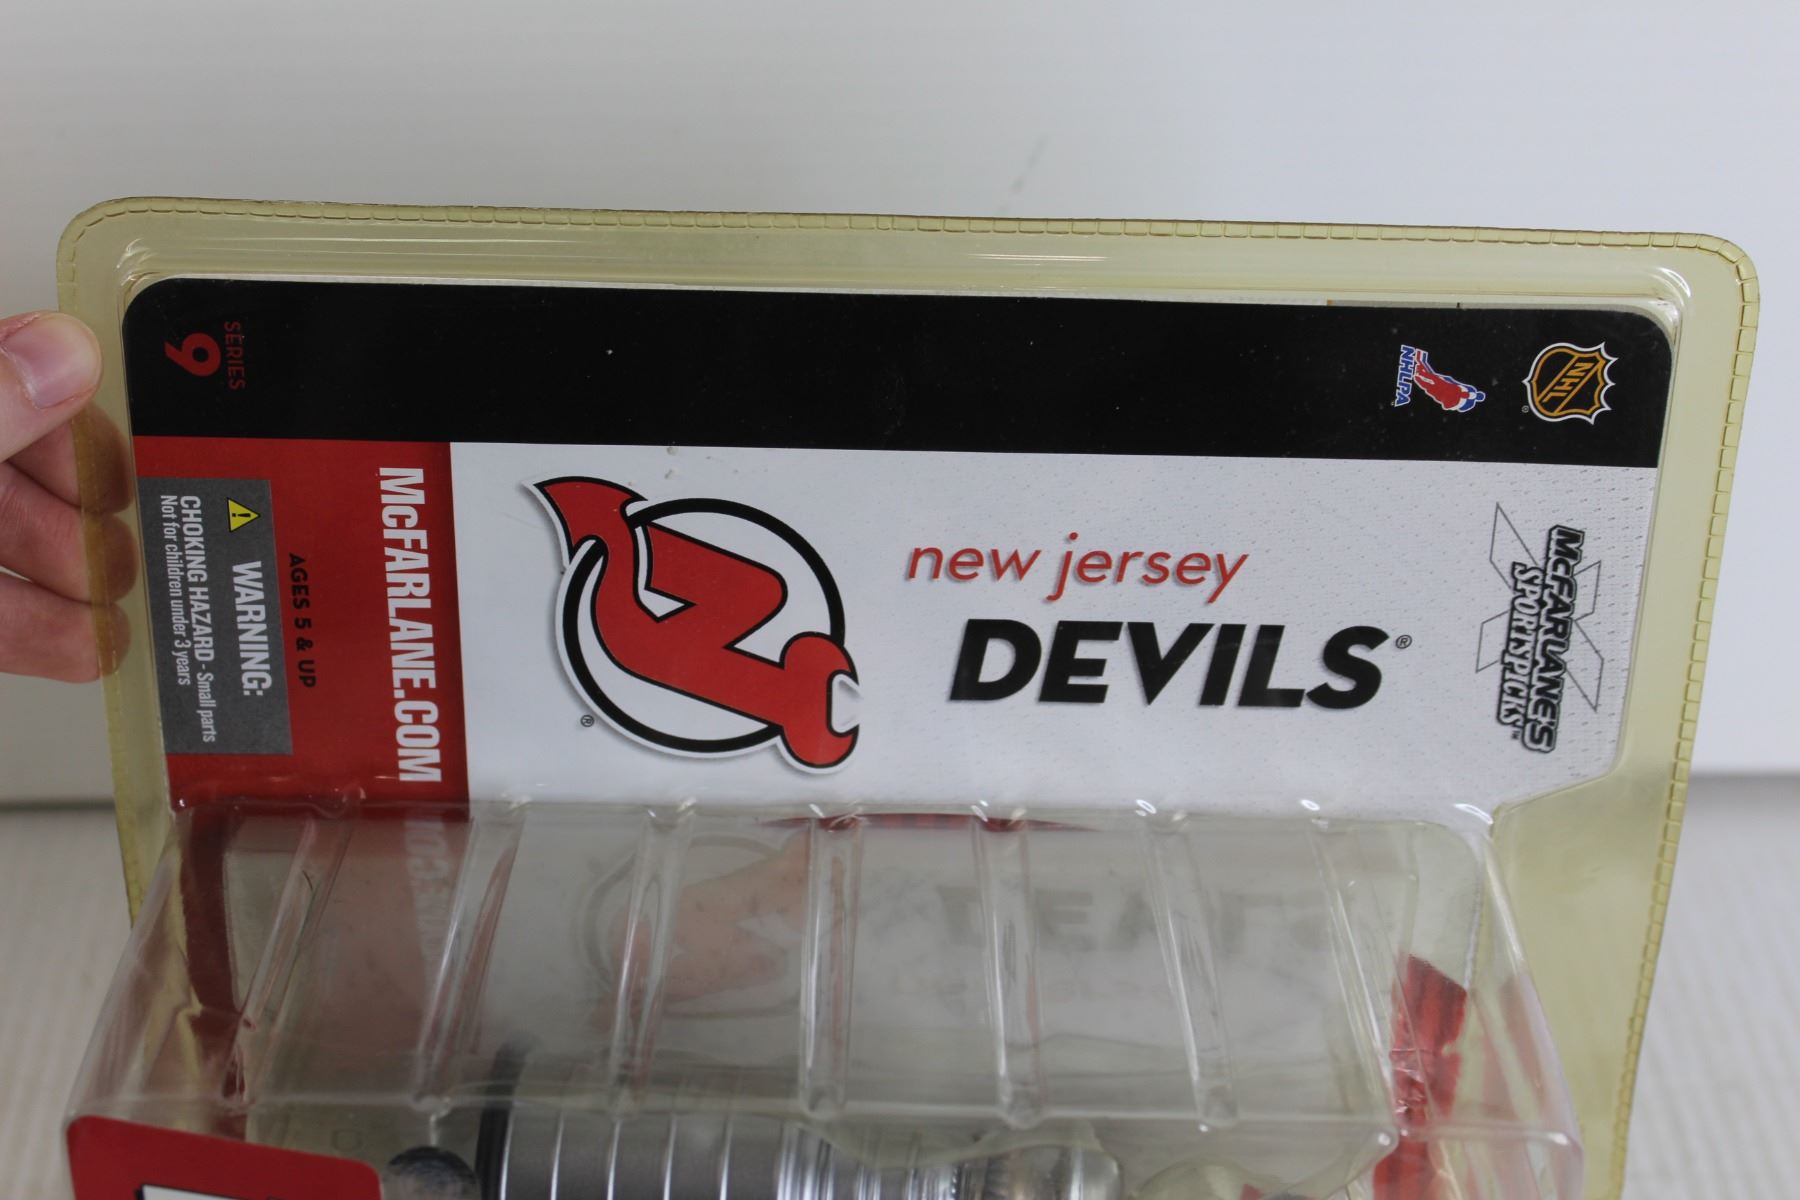 SERIES
9
NHLPA
NHL
®
MCFARLANE.COM
AGES 5 & UP
WARNING:
CHOKING HAZARD - Small parts
Not for children under 3 years
®
new jersey
DEVILS®
MCFARLANE'S
SPORTSPICKS™